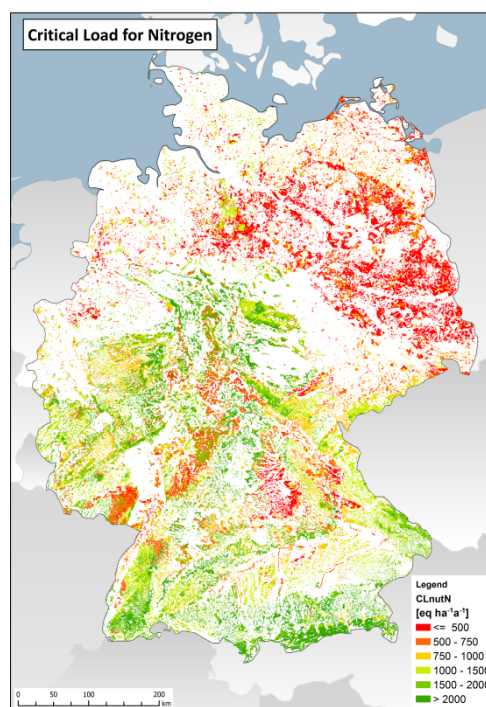 Critical Load for Nitrogen
Legend
CLnutN
[eq ha⁻¹a⁻¹]
<= 500
500 - 750
750 - 1000
1000 - 1500
1500 - 2000
> 2000
0 50 100 200
km